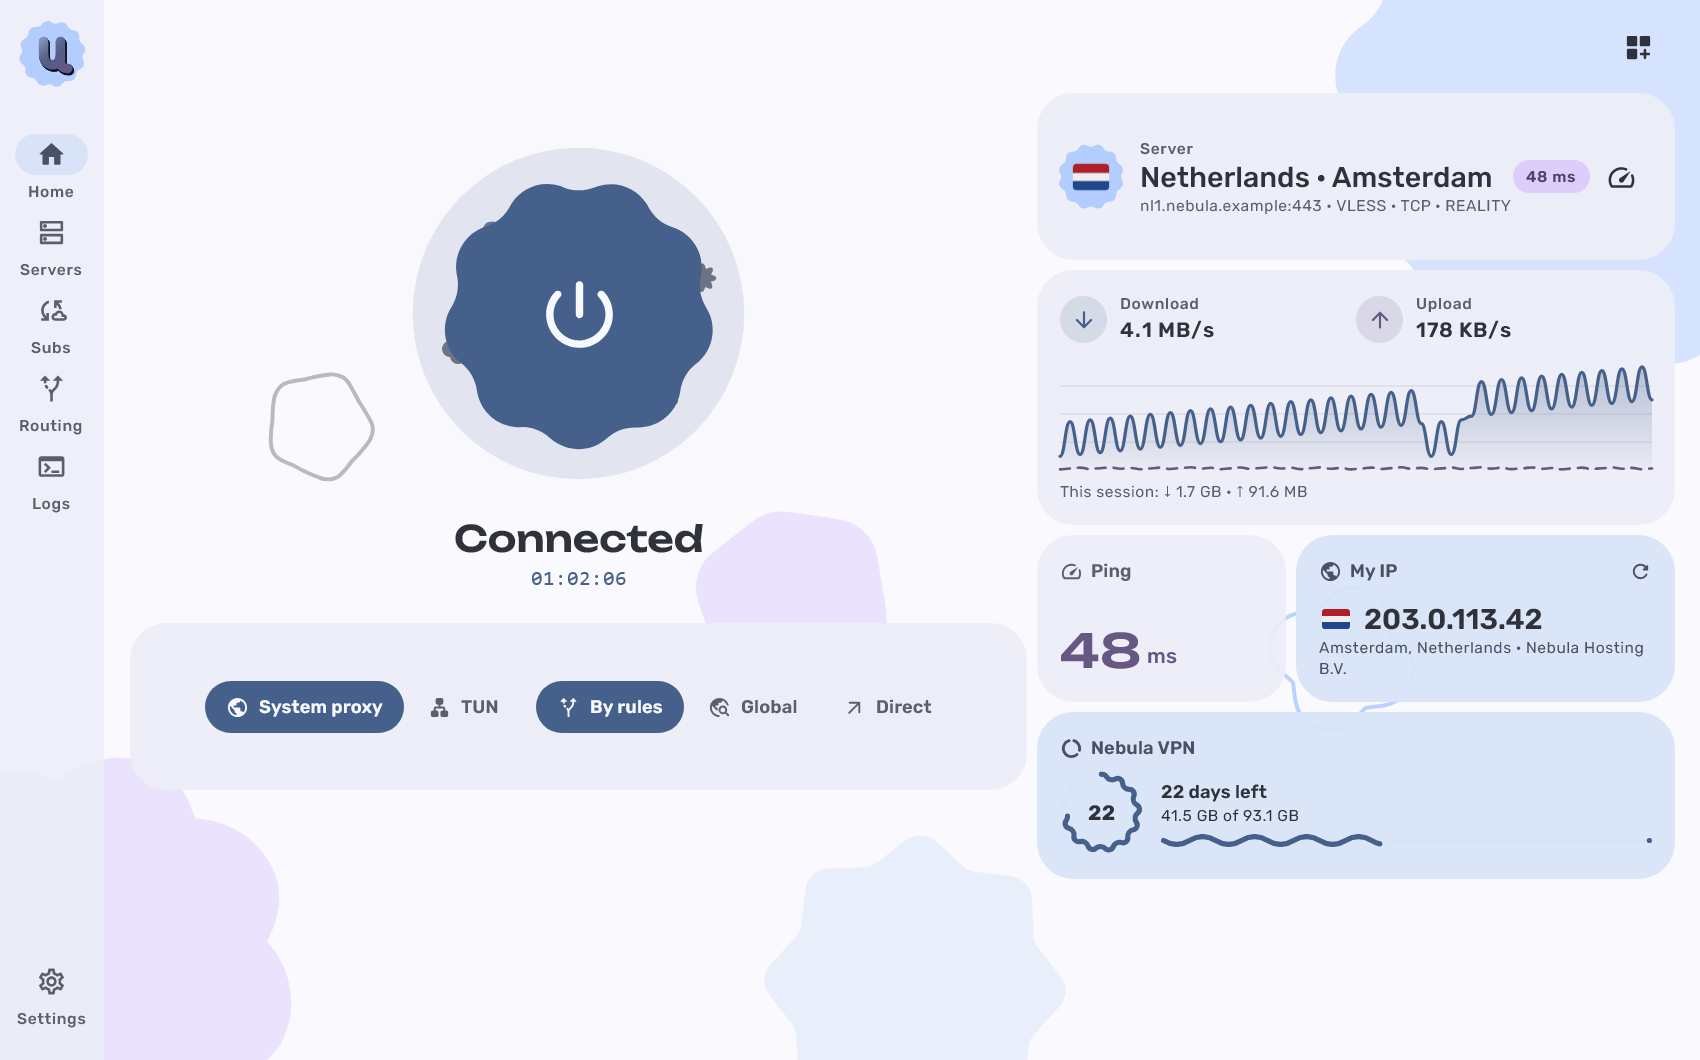 Home
Servers
Subs
Routing
Logs
Settings
Connected
01:02:06
System proxy
TUN
By rules
Global
Direct
Server
Netherlands • Amsterdam
48 ms
nl1.nebula.example:443 • VLESS • TCP • REALITY
Download
4.1 MB/s
Upload
178 KB/s
This session: ↓ 1.7 GB • ↑ 91.6 MB
Ping
48 ms
My IP
203.0.113.42
Amsterdam, Netherlands • Nebula Hosting
B.V.
Nebula VPN
22
22 days left
41.5 GB of 93.1 GB